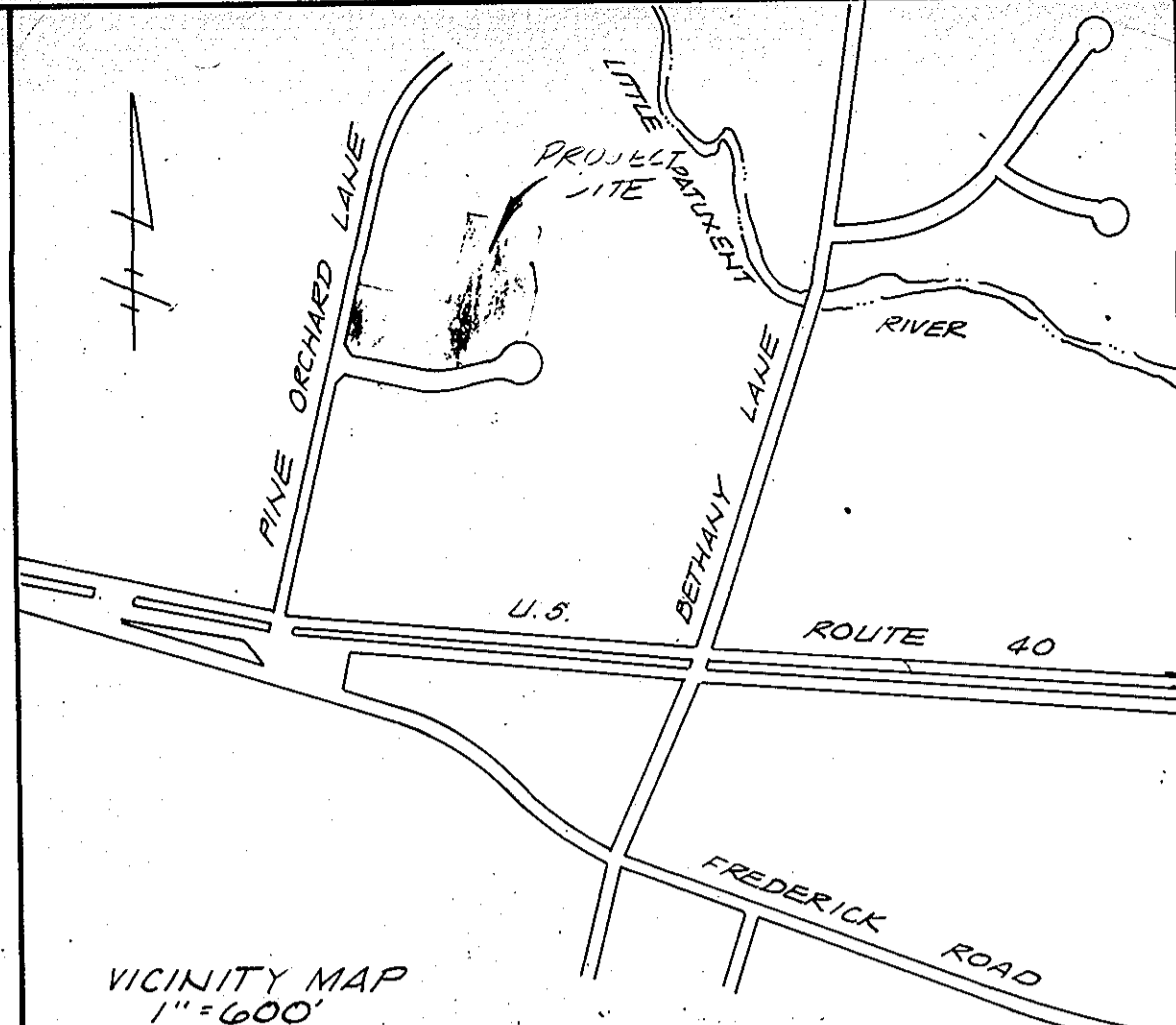 LITTLE PATUXENT
PROJECT
SITE
PINE ORCHARD LANE
RIVER
BETHANY LANE
U.S. ROUTE 40
FREDERICK ROAD
VICINITY MAP
1" = 600'